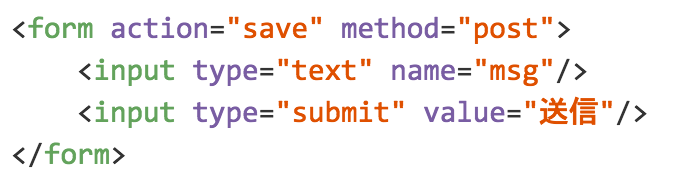 <form action="save" method="post">
    <input type="text" name="msg"/>
    <input type="submit" value="送信"/>
</form>